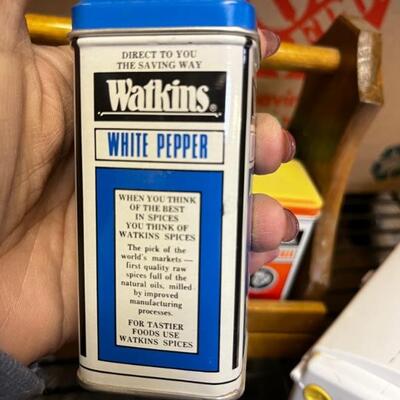 DIRECT TO YOU
THE SAVING WAY
Watkins®
WHITE PEPPER
WHEN YOU THINK
OF THE BEST
IN SPICES
YOU THINK OF
WATKINS SPICES
The pick of the
world's markets —
first quality raw
spices full of the
natural oils, milled
by improved
manufacturing
processes.
FOR TASTIER
FOODS USE
WATKINS SPICES